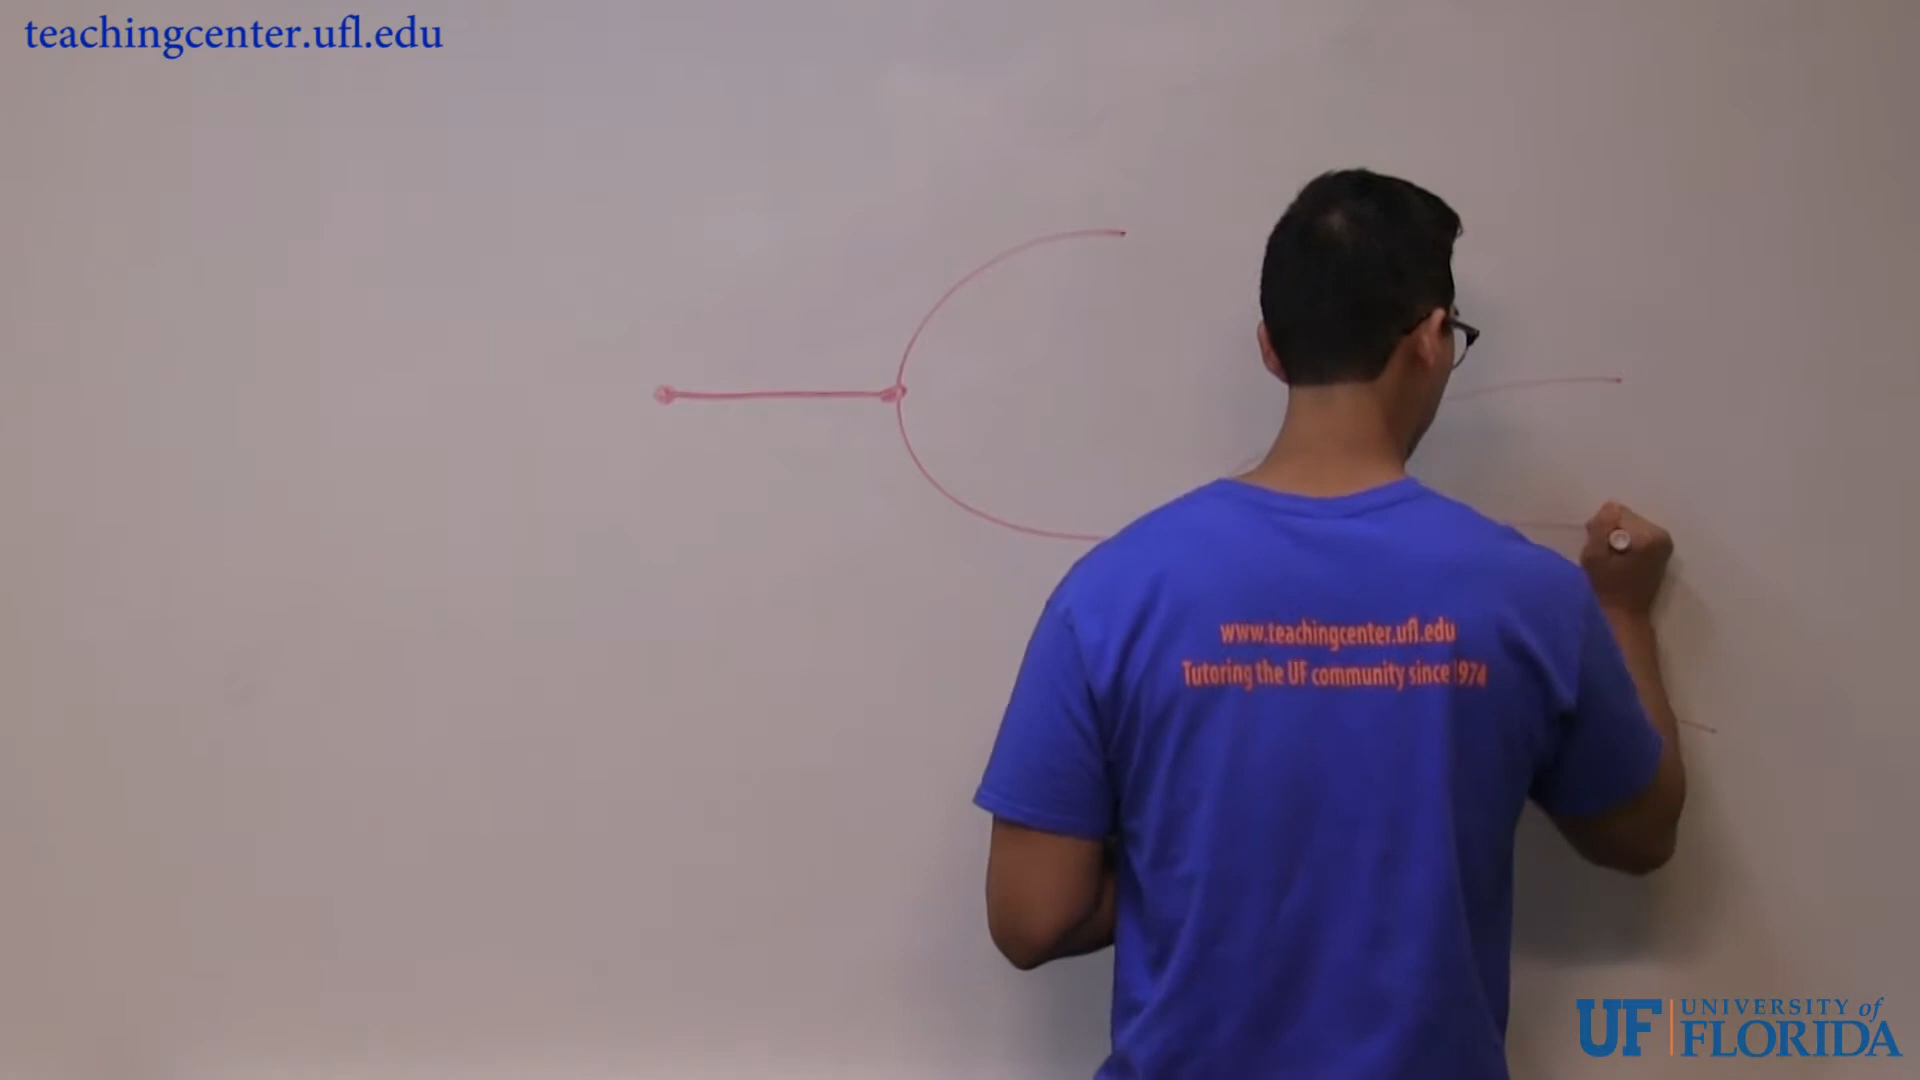 teachingcenter.ufl.edu
www.teachingcenter.ufl.edu
Tutoring the UF community since 1974
UF UNIVERSITY of
FLORIDA